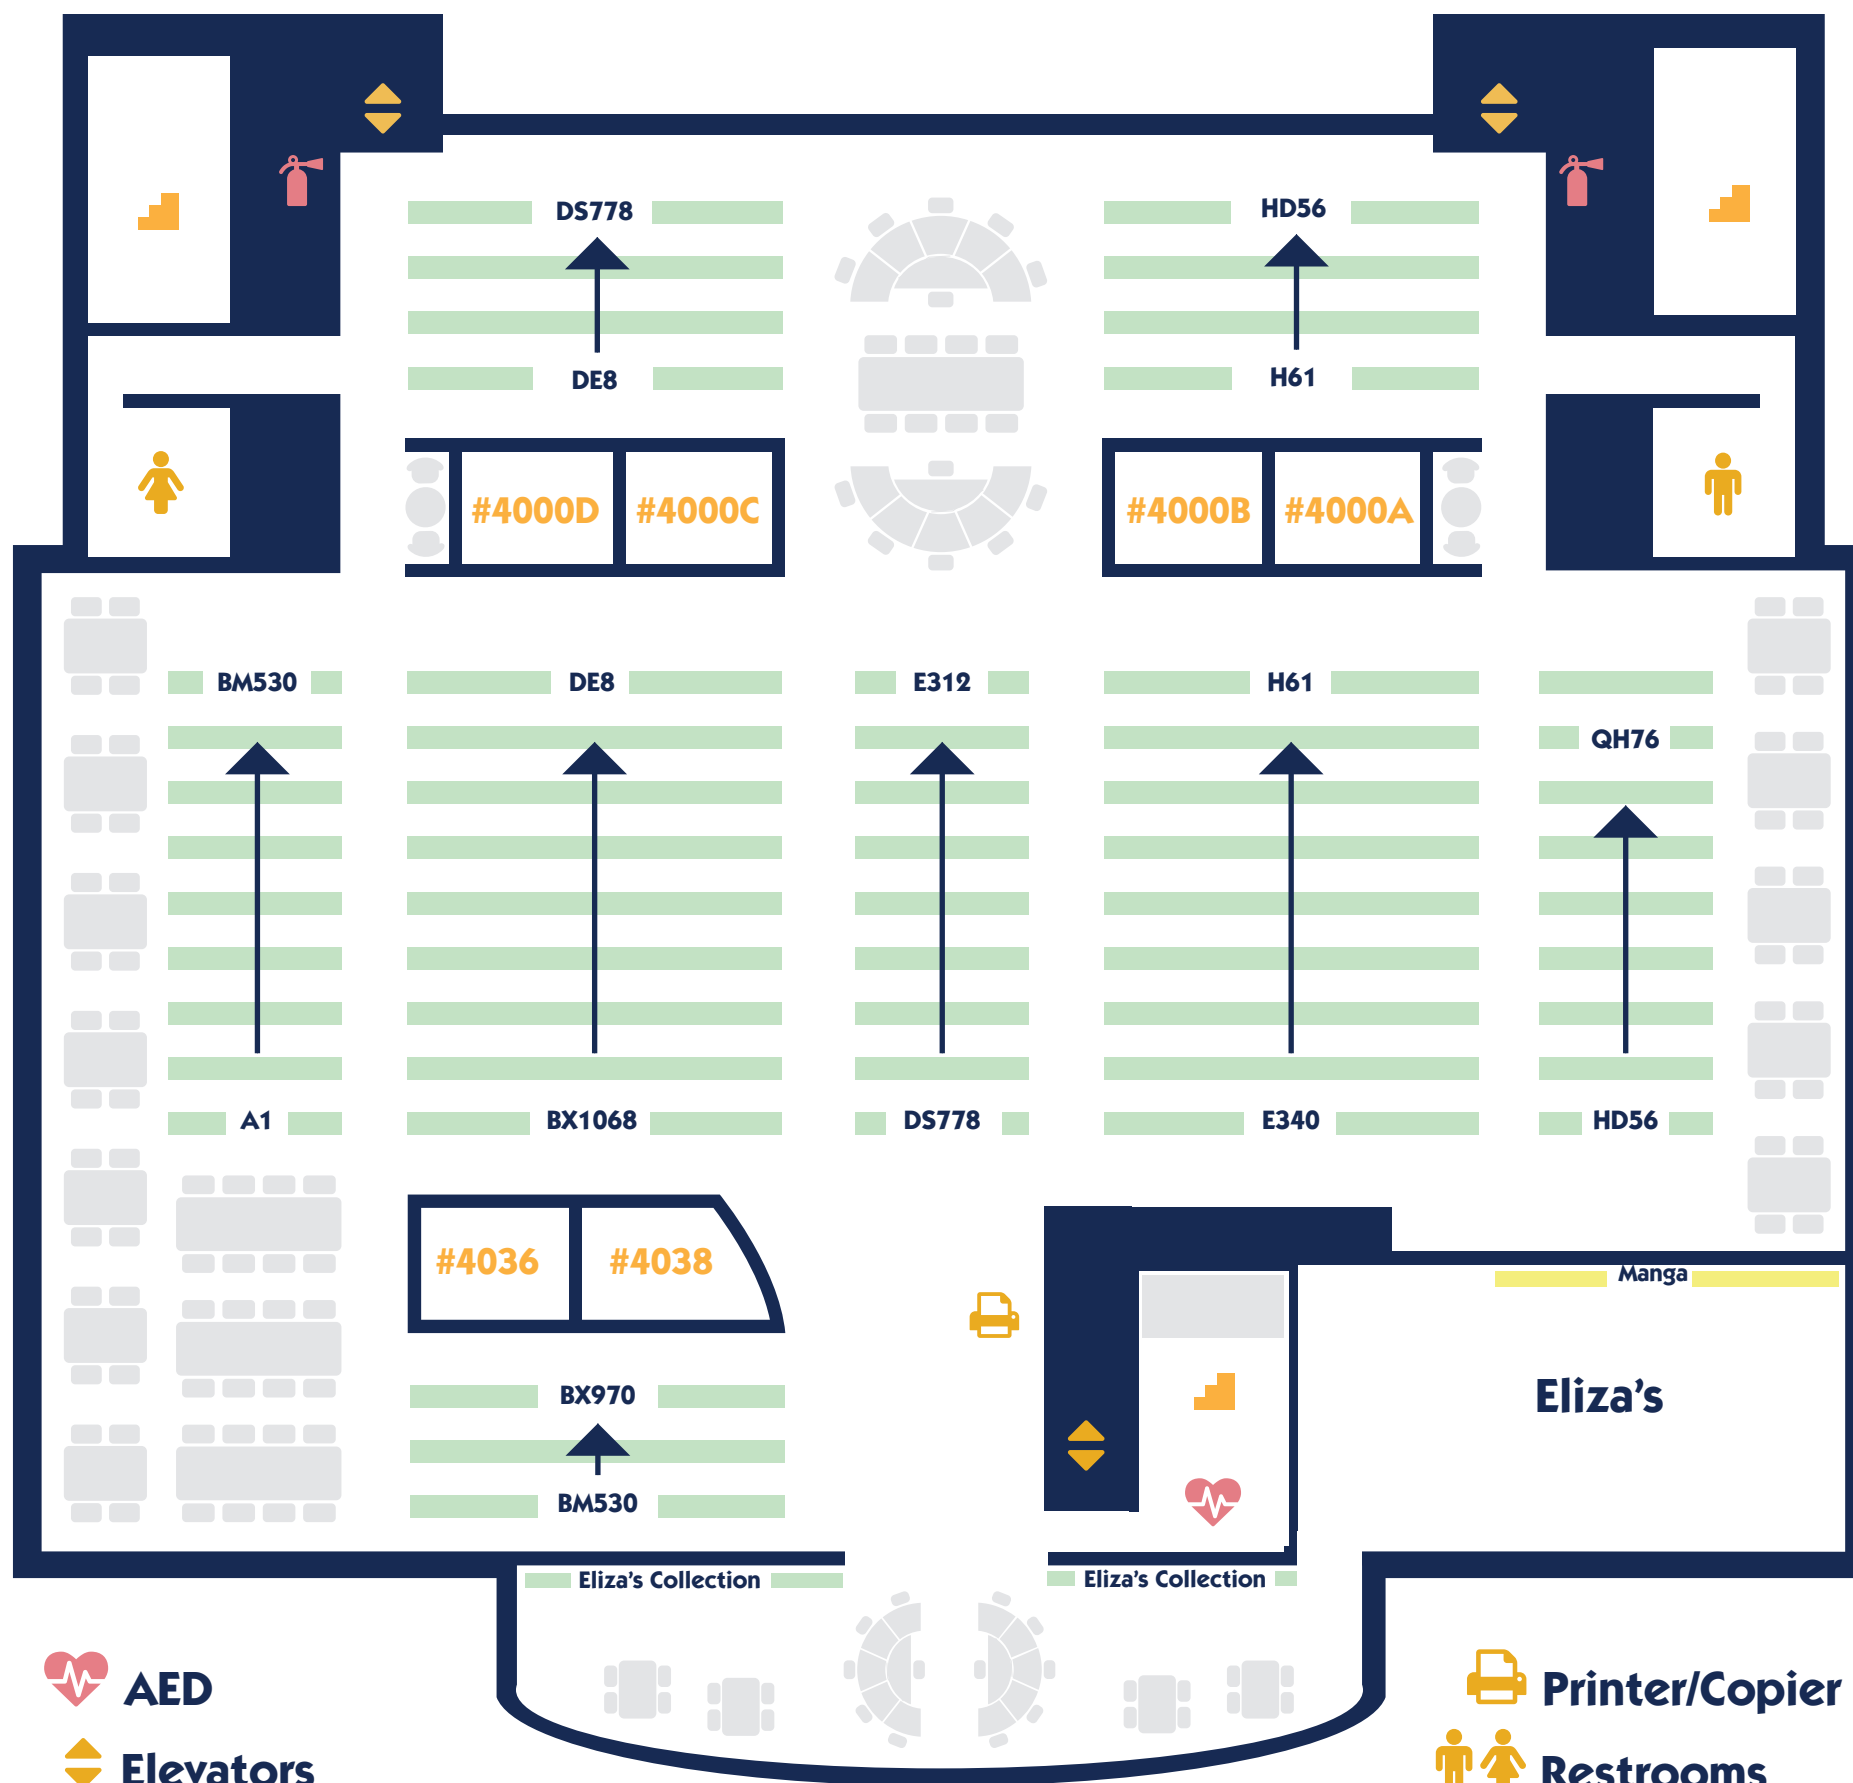 DS778
HD56
DE8
H61
#4000D
#4000C
#4000B
#4000A
BM530
DE8
E312
H61
QH76
A1
BX1068
DS778
E340
HD56
#4036
#4038
Manga
Eliza's
BX970
BM530
Eliza's Collection
Eliza's Collection
AED
Printer/Copier
Elevators
Restrooms